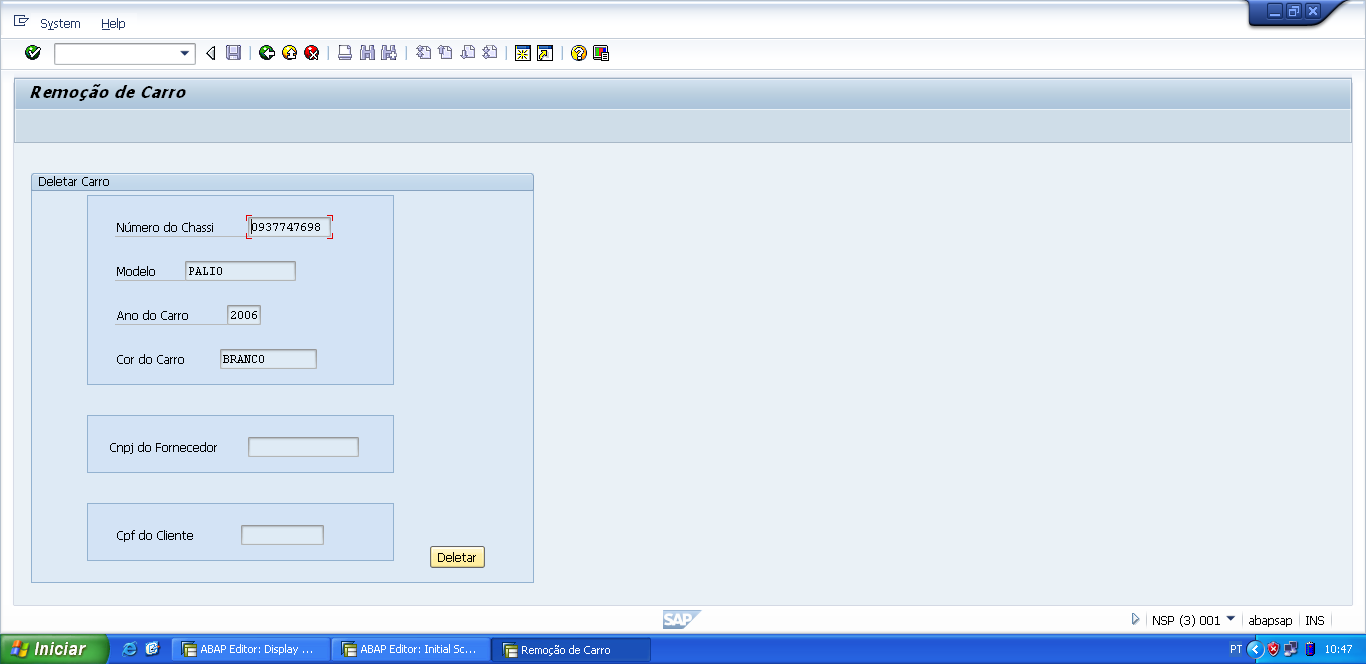 System Help
Remoção de Carro
Deletar Carro
Número do Chassi 0937747698
Modelo PALIO
Ano do Carro 2006
Cor do Carro BRANCO
Cnpj do Fornecedor
Cpf do Cliente
Deletar
SAP
NSP (3) 001 abapsap INS
Iniciar ABAP Editor: Display ... ABAP Editor: Initial Sc... Remoção de Carro PT 10:47